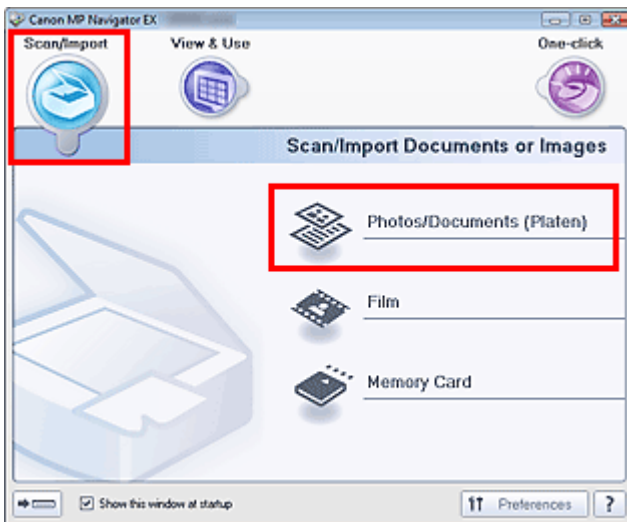 Canon MP Navigator EX
Scan/Import
View & Use
One-click
Scan/Import Documents or Images
Photos/Documents (Platen)
Film
Memory Card
Show this window at startup
Preferences
?